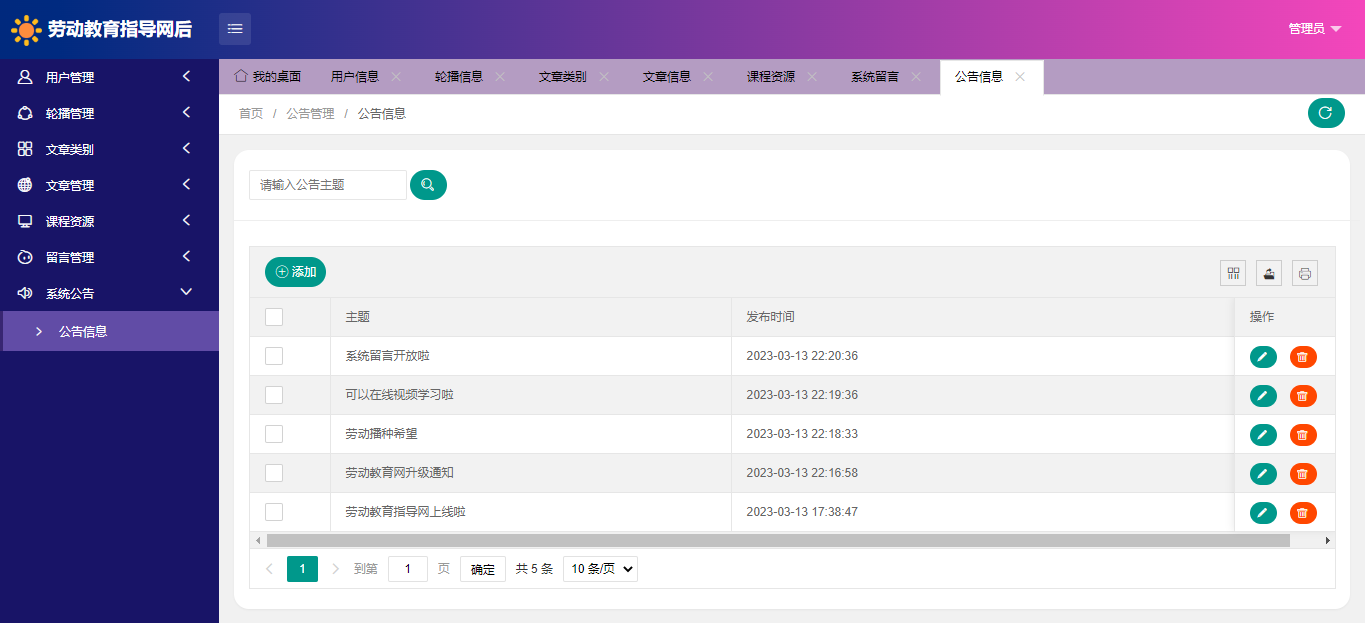 劳动教育指导网后
管理员
用户管理
轮播管理
文章类别
文章管理
课程资源
留言管理
系统公告
公告信息
我的桌面 用户信息 轮播信息 文章类别 文章信息 课程资源 系统留言 公告信息
首页 / 公告管理 / 公告信息
请输入公告主题
添加
主题 发布时间 操作
系统留言开放啦 2023-03-13 22:20:36
可以在线视频学习啦 2023-03-13 22:19:36
劳动播种希望 2023-03-13 22:18:33
劳动教育网升级通知 2023-03-13 22:16:58
劳动教育指导网上线啦 2023-03-13 17:38:47
1 到第 1 页 确定 共 5 条 10 条/页